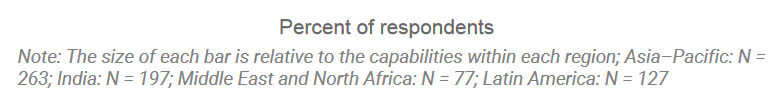 Percent of respondents
Note: The size of each bar is relative to the capabilities within each region; Asia–Pacific: N =
263; India: N = 197; Middle East and North Africa: N = 77; Latin America: N = 127